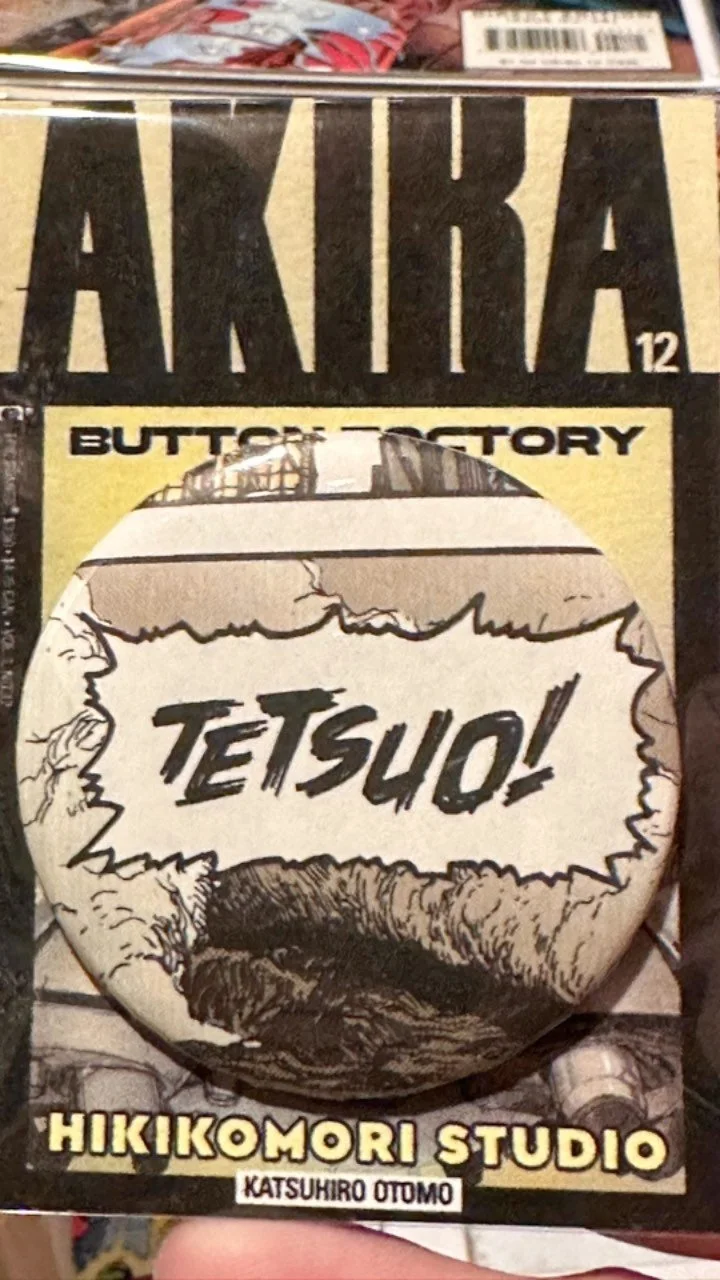 AKIRA
12
BUTTON FACTORY
TETSUO!
HIKIKOMORI STUDIO
KATSUHIRO OTOMO